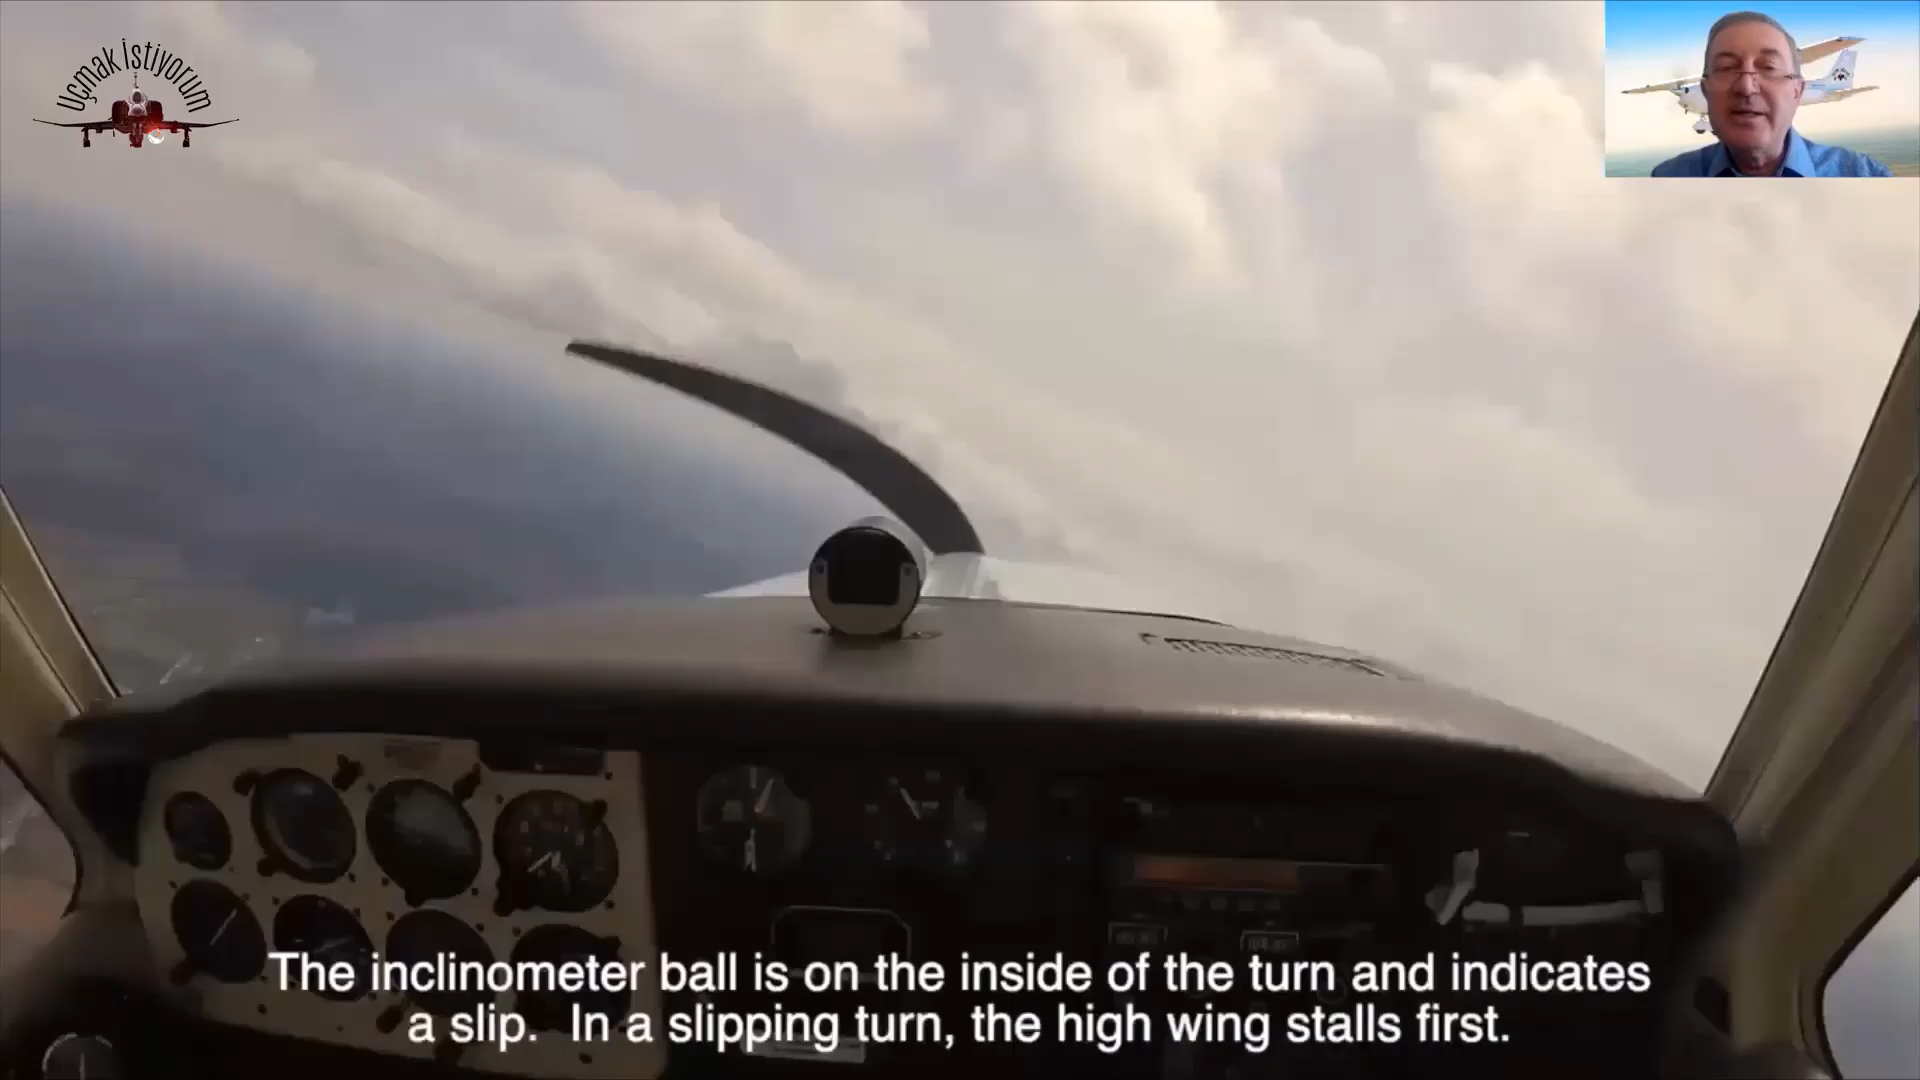 Uçmak İstiyorum
The inclinometer ball is on the inside of the turn and indicates
a slip.  In a slipping turn, the high wing stalls first.